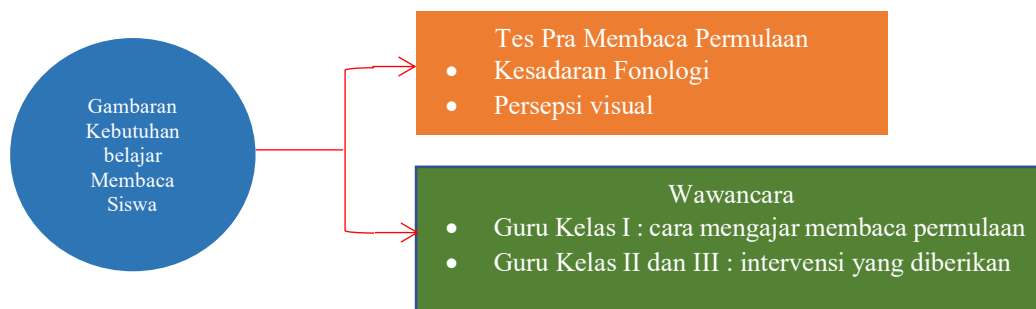 Gambaran
Kebutuhan
belajar
Membaca
Siswa
Tes Pra Membaca Permulaan
• Kesadaran Fonologi
• Persepsi visual
Wawancara
• Guru Kelas I : cara mengajar membaca permulaan
• Guru Kelas II dan III : intervensi yang diberikan